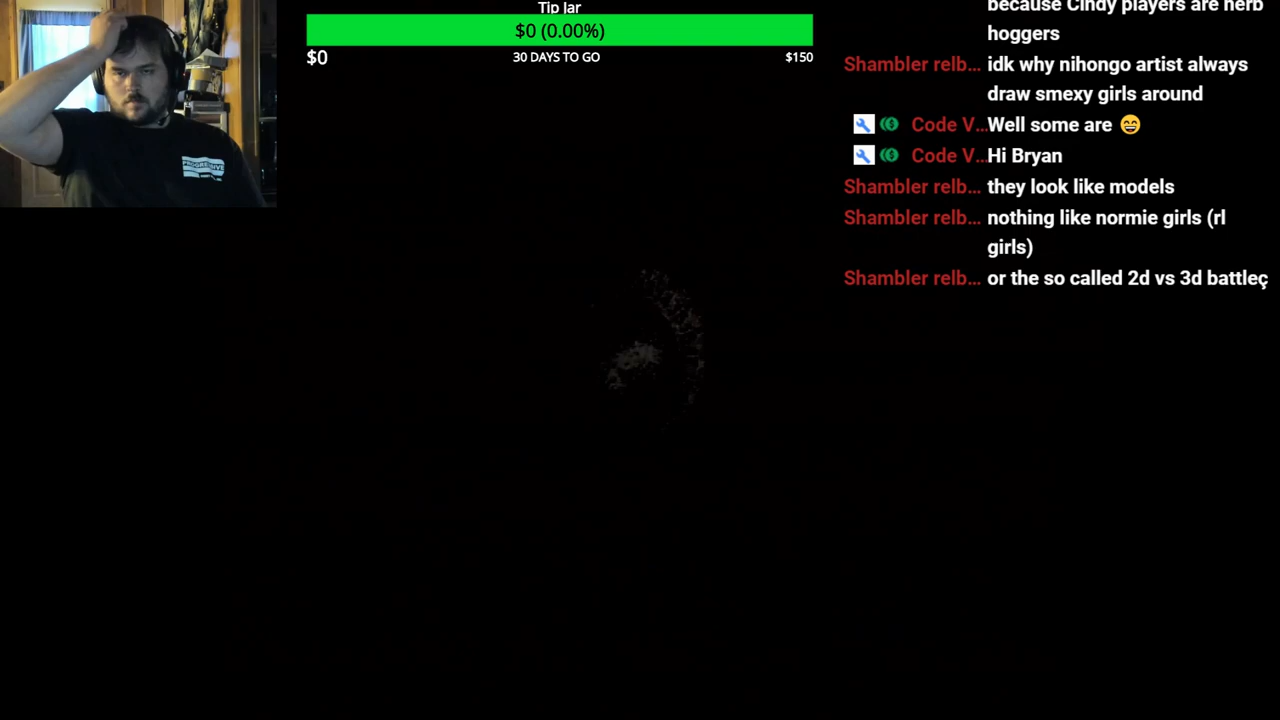 Tip Jar
$0 (0.00%)
$0
30 DAYS TO GO
$150
because Cindy players are herb
hoggers
Shambler relb… idk why nihongo artist always
draw smexy girls around
Code V… Well some are 😄
Code V… Hi Bryan
Shambler relb… they look like models
Shambler relb… nothing like normie girls (rl
girls)
Shambler relb… or the so called 2d vs 3d battleç
PROGRESSIVE